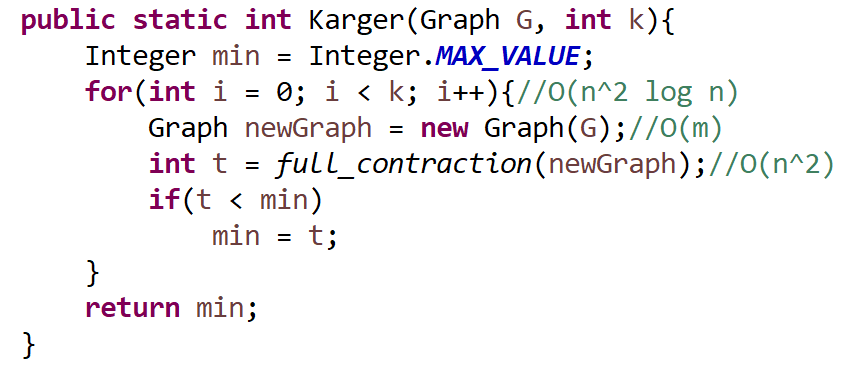 public static int Karger(Graph G, int k){
    Integer min = Integer.MAX_VALUE;
    for(int i = 0; i < k; i++){//O(n^2 log n)
        Graph newGraph = new Graph(G);//O(m)
        int t = full_contraction(newGraph);//O(n^2)
        if(t < min)
            min = t;
    }
    return min;
}